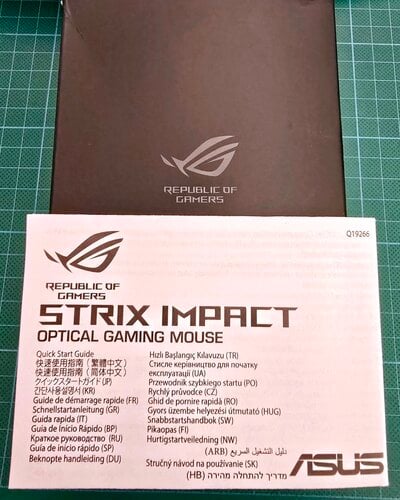 REPUBLIC OF
GAMERS
Q19266
REPUBLIC OF
GAMERS
STRIX IMPACT
OPTICAL GAMING MOUSE
Quick Start Guide
快速使用指南（繁體中文）
快速使用指南（简体中文）
クイックスタートガイド (JP)
간단사용설명서 (KR)
Guide de démarrage rapide (FR)
Schnellstartanleitung (GR)
Guida rapida (IT)
Guia de Início Rápido (BP)
Краткое руководство (RU)
Guía de inicio rápido (SP)
Beknopte handleiding (DU)
Hızlı Başlangıç Kılavuzu (TR)
Стисле керівництво для початку
експлуатації (UA)
Przewodnik szybkiego startu (PO)
Rychlý průvodce (CZ)
Ghid de pornire rapidă (RO)
Gyors üzembe helyezési útmutató (HUG)
Snabbstartshandbok (SW)
Pikaopas (FI)
Hurtigstartveiledning (NW)
دليل التشغيل السريع (ARB)
Stručný návod na používanie (SK)
מדריך להתחלה מהירה (HB)
ASUS